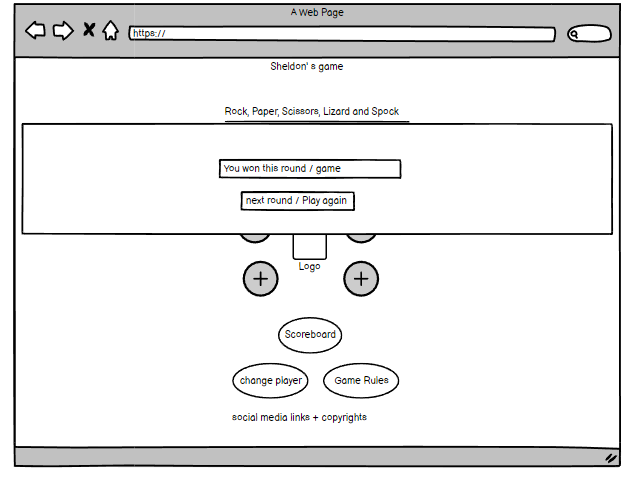 A Web Page
https://
Sheldon's game
Rock, Paper, Scissors, Lizard and Spock
You won this round / game
next round / Play again
Logo
Scoreboard
change player
Game Rules
social media links + copyrights